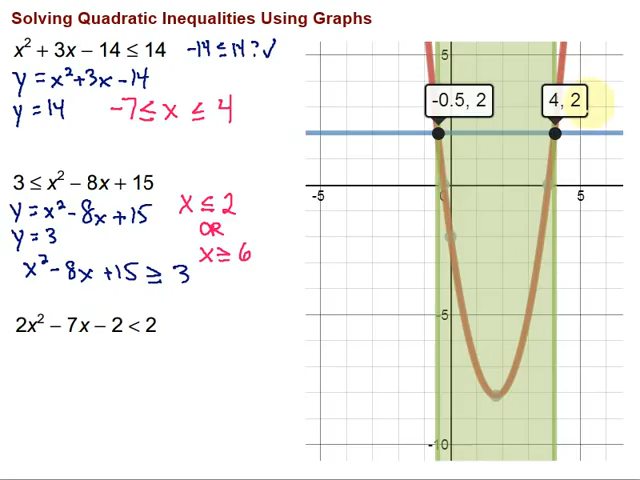 Solving Quadratic Inequalities Using Graphs
x² + 3x − 14 ≤ 14
-14 ≤ 14 ? ✓
y = x² + 3x - 14
y = 14
-7 ≤ x ≤ 4
3 ≤ x² − 8x + 15
y = x² - 8x + 15
y = 3
x² - 8x + 15 ≥ 3
x ≤ 2
OR
x ≥ 6
2x² − 7x − 2 < 2
5
-0.5, 2
4, 2
-5
0
5
-5
-10